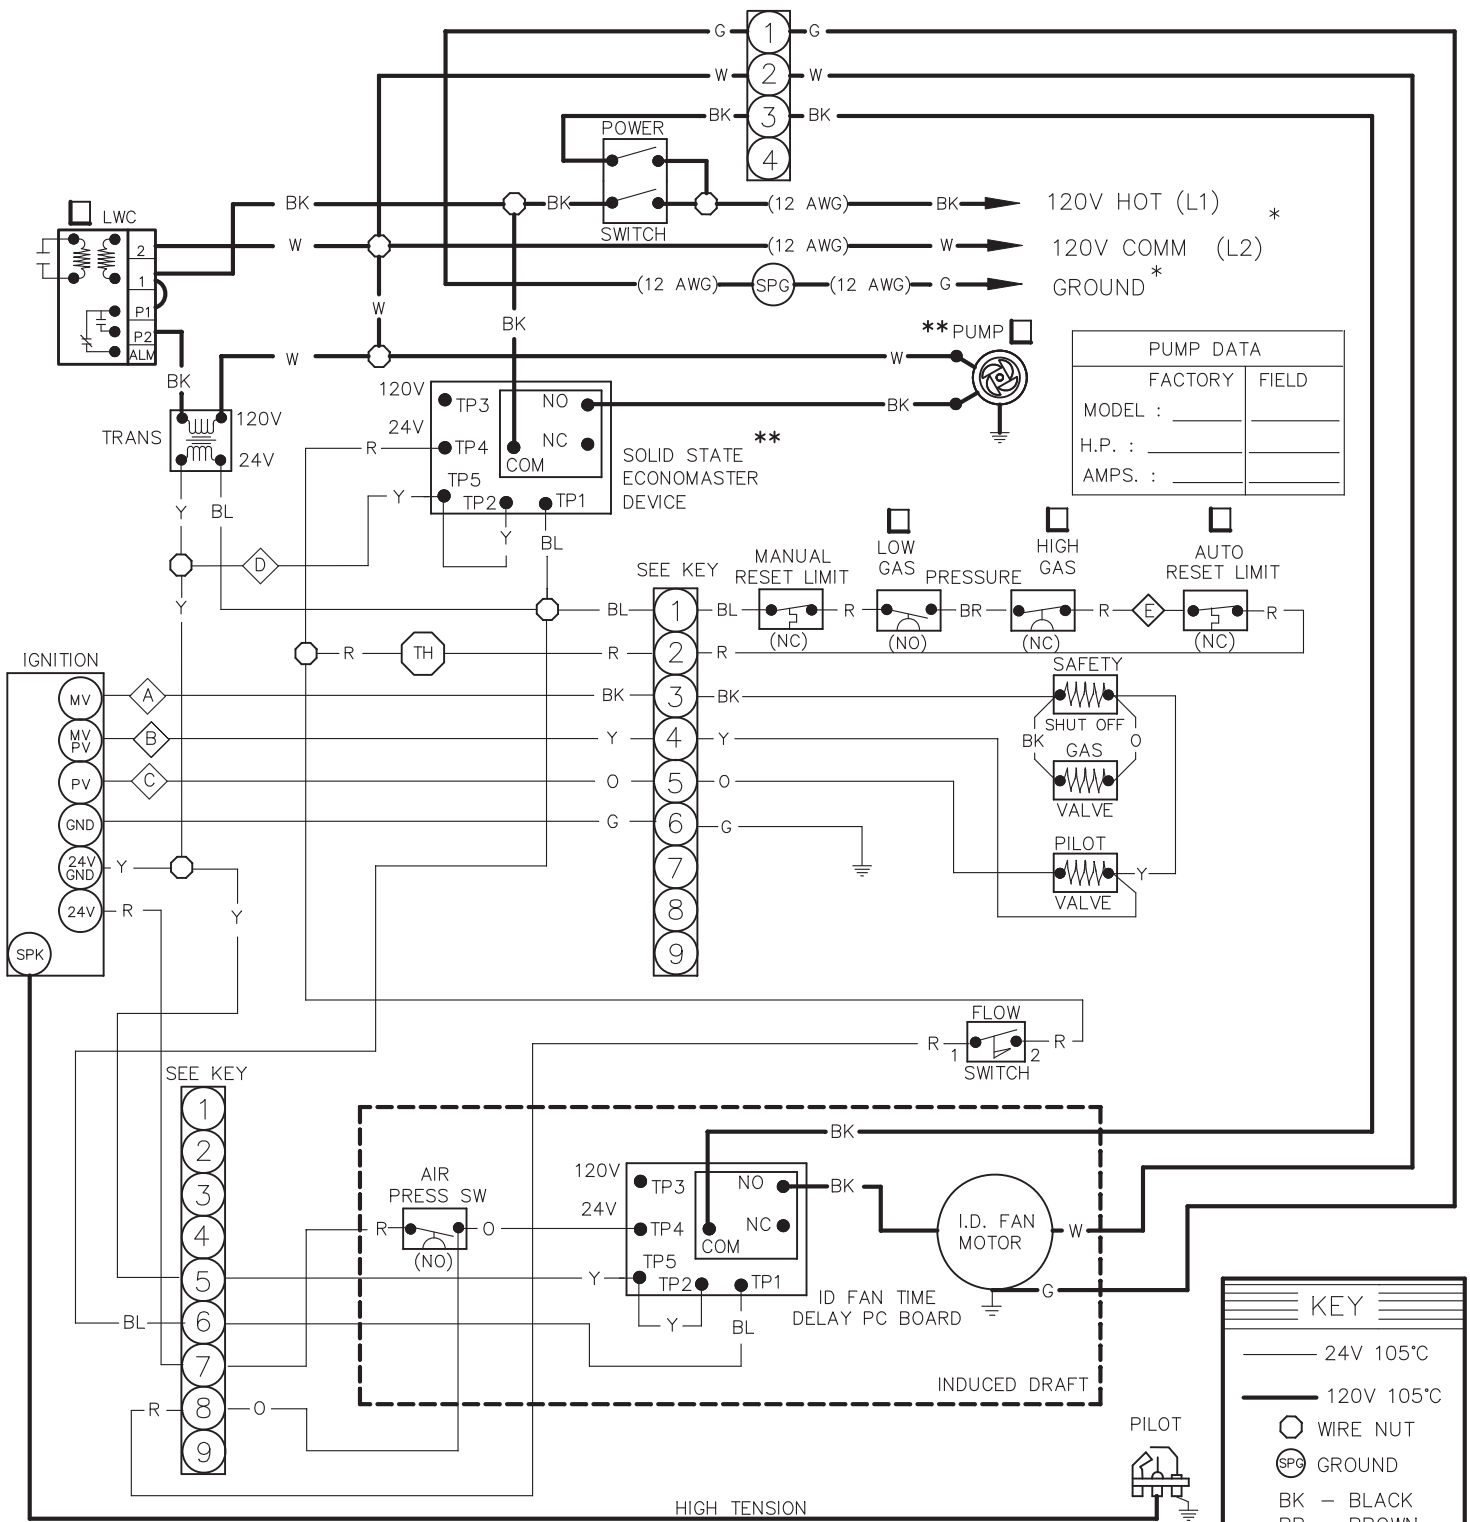 G 1 G
W 2 W
BK 3 BK
4
POWER
SWITCH
BK BK (12 AWG) BK 120V HOT (L1)
*
W (12 AWG) W 120V COMM (L2)
(12 AWG) SPG (12 AWG) G GROUND *
LWC
2
1
P1
P2
ALM
W
BK
** PUMP
W W
BK
BK
TRANS
120V
24V
PUMP DATA
FACTORY FIELD
MODEL :
H.P. :
AMPS. :
120V
TP3
24V
R TP4
TP5
Y
TP2
TP1
NO
NC
COM
SOLID STATE
ECONOMASTER
DEVICE
**
Y BL
Y BL
D
Y
SEE KEY
MANUAL
RESET LIMIT
LOW
GAS
PRESSURE
HIGH
GAS
AUTO
RESET LIMIT
BL 1 BL R BR R E R
(NC) (NO) (NC) (NC)
R TH R 2 R
IGNITION
MV A BK 3 BK
MV
PV
B Y 4 Y
PV C O 5 O
GND G 6 G
24V
GND
Y 7
24V R 8
SPK 9
Y
SAFETY
SHUT OFF
BK O
GAS
VALVE
PILOT
Y
VALVE
FLOW
R 1 2 R
SWITCH
SEE KEY
1
2
3
4
5
BL 6
7
R 8 O
9
AIR
PRESS SW
R O
(NO)
BK
120V
TP3
24V
TP4
TP5
Y
TP2
TP1
NO
NC
COM
Y BL
BK
I.D. FAN
MOTOR
W
G
ID FAN TIME
DELAY PC BOARD
INDUCED DRAFT
PILOT
HIGH TENSION
KEY
24V 105°C
120V 105°C
WIRE NUT
SPG GROUND
BK – BLACK
BR – BROWN